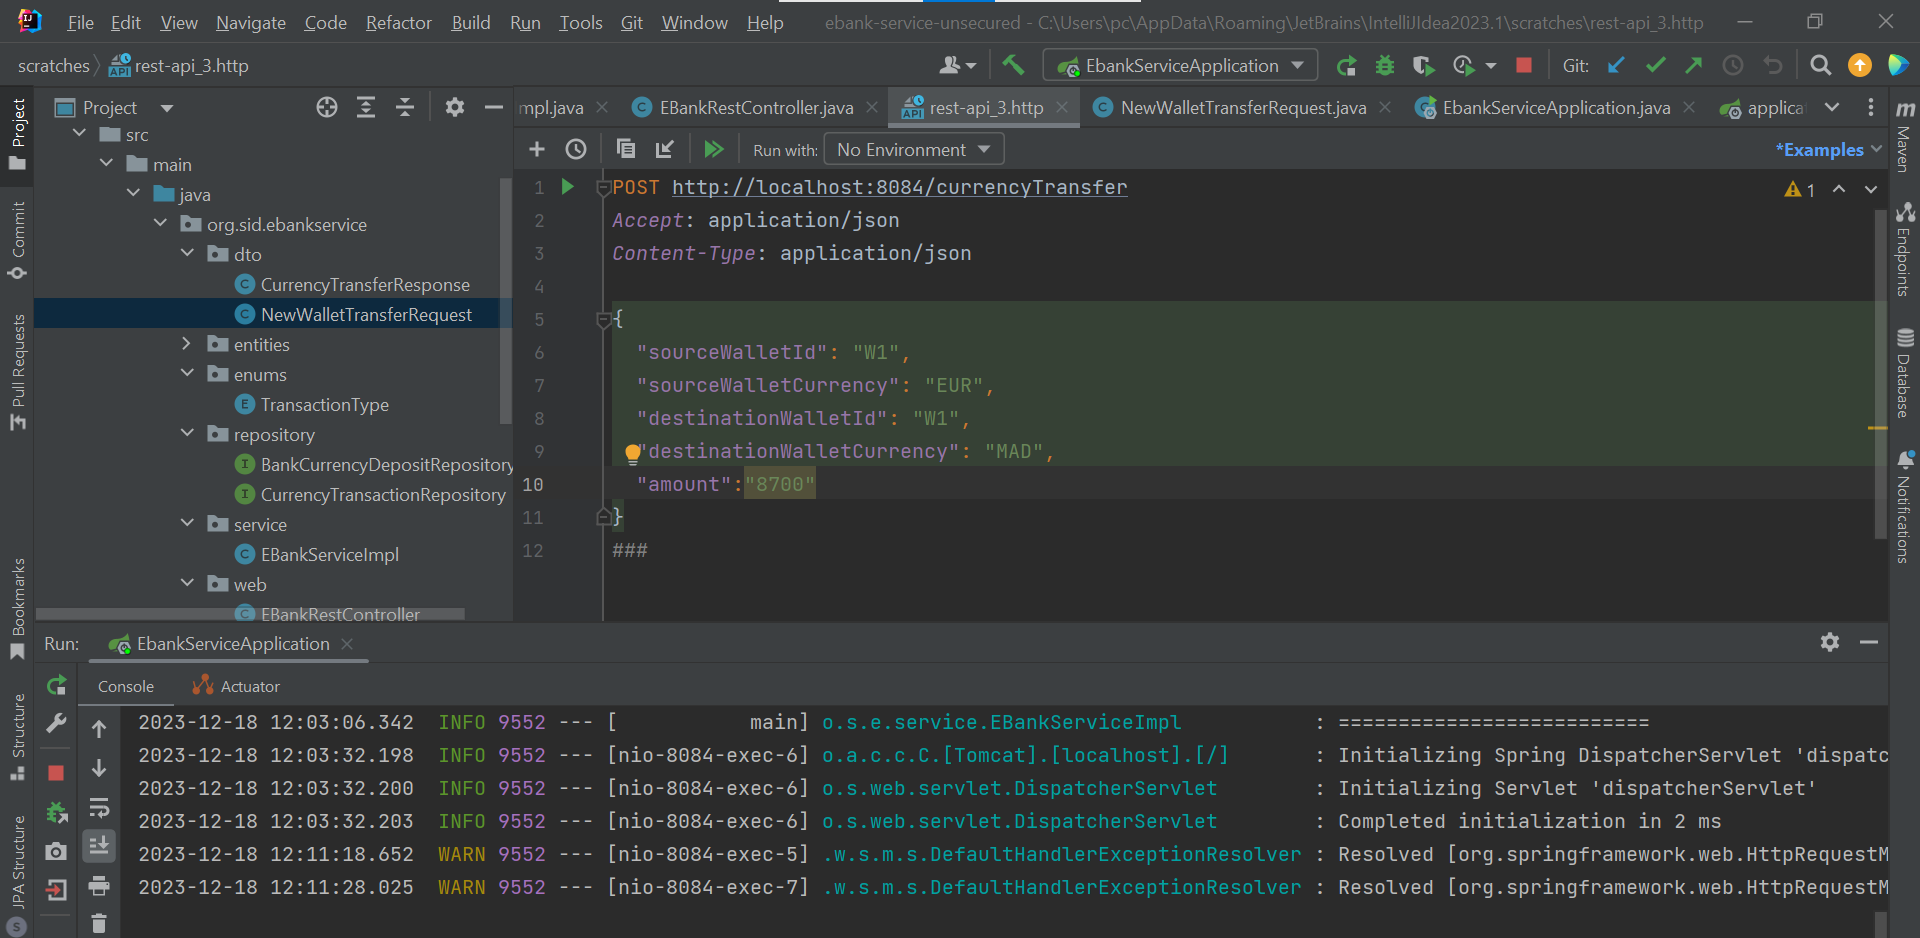 File Edit View Navigate Code Refactor Build Run Tools Git Window Help ebank-service-unsecured - C:\Users\pc\AppData\Roaming\JetBrains\IntelliJIdea2023.1\scratches\rest-api_3.http
scratches rest-api_3.http EbankServiceApplication Git:
Project
mpl.java EBankRestController.java rest-api_3.http NewWalletTransferRequest.java EbankServiceApplication.java applica
Run with: No Environment *Examples
src
main
java
org.sid.ebankservice
dto
CurrencyTransferResponse
NewWalletTransferRequest
entities
enums
TransactionType
repository
BankCurrencyDepositRepository
CurrencyTransactionRepository
service
EBankServiceImpl
web
EBankRestController
1 POST http://localhost:8084/currencyTransfer
2 Accept: application/json
3 Content-Type: application/json
4
5 {
6 "sourceWalletId": "W1",
7 "sourceWalletCurrency": "EUR",
8 "destinationWalletId": "W1",
9 "destinationWalletCurrency": "MAD",
10 "amount":"8700"
11 }
12 ###
1
Project
Commit
Pull Requests
Bookmarks
Structure
JPA Structure
S
Maven
Endpoints
Database
Notifications
Run: EbankServiceApplication
Console Actuator
2023-12-18 12:03:06.342 INFO 9552 --- [ main] o.s.e.service.EBankServiceImpl : ==========================
2023-12-18 12:03:32.198 INFO 9552 --- [nio-8084-exec-6] o.a.c.c.C.[Tomcat].[localhost].[/] : Initializing Spring DispatcherServlet 'dispatc
2023-12-18 12:03:32.200 INFO 9552 --- [nio-8084-exec-6] o.s.web.servlet.DispatcherServlet : Initializing Servlet 'dispatcherServlet'
2023-12-18 12:03:32.203 INFO 9552 --- [nio-8084-exec-6] o.s.web.servlet.DispatcherServlet : Completed initialization in 2 ms
2023-12-18 12:11:18.652 WARN 9552 --- [nio-8084-exec-5] .w.s.m.s.DefaultHandlerExceptionResolver : Resolved [org.springframework.web.HttpRequestM
2023-12-18 12:11:28.025 WARN 9552 --- [nio-8084-exec-7] .w.s.m.s.DefaultHandlerExceptionResolver : Resolved [org.springframework.web.HttpRequestM